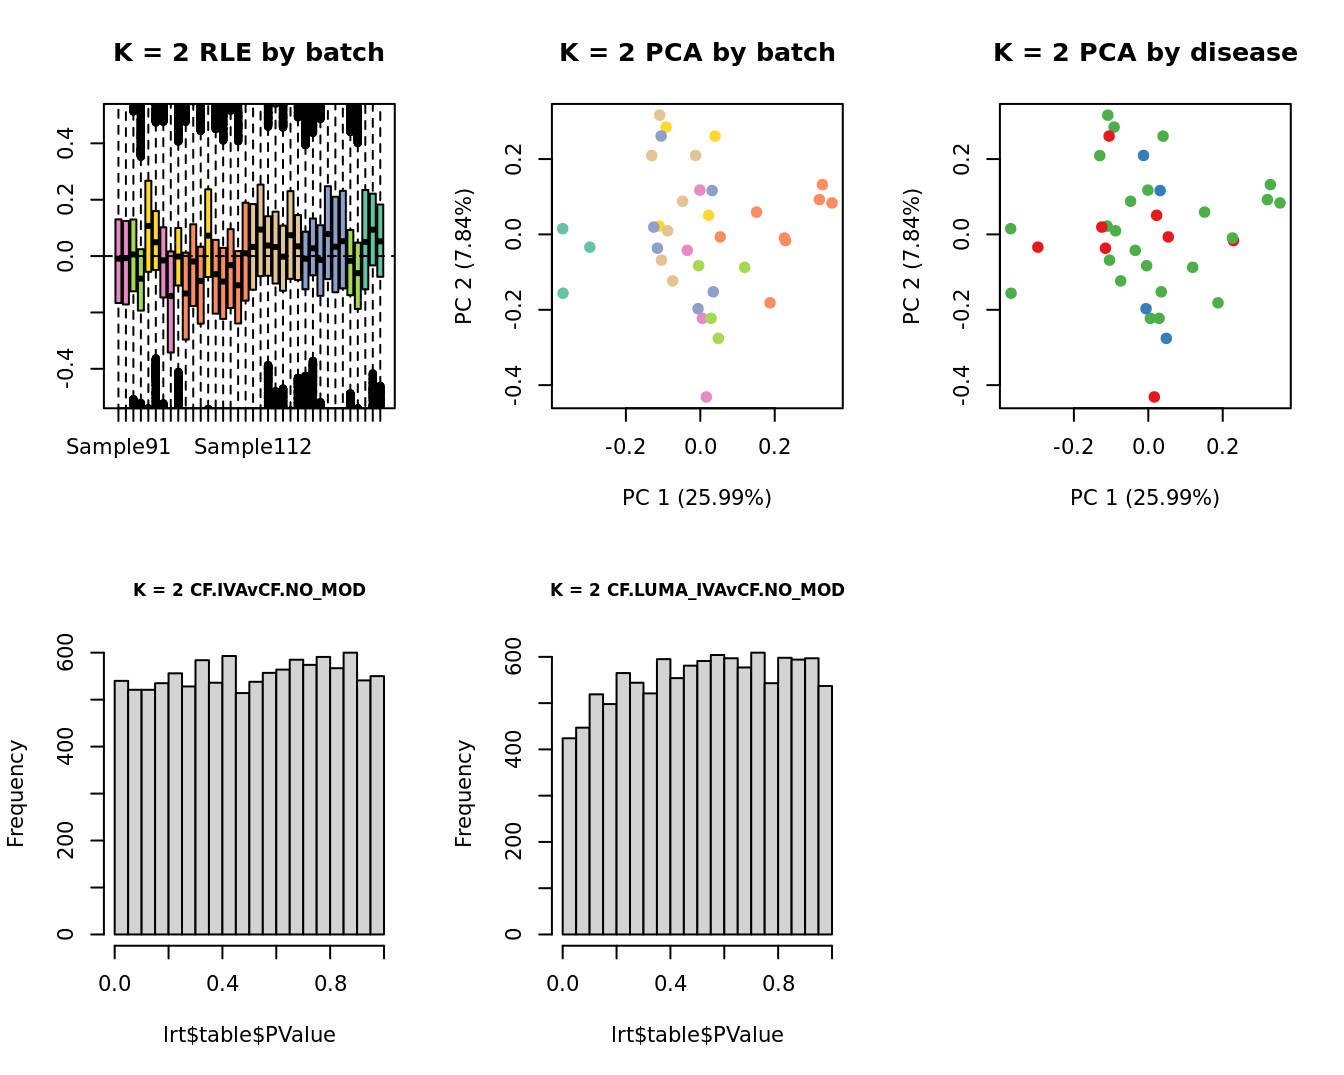 K = 2 RLE by batch
0.4
0.2
0.0
-0.4
Sample91
Sample112
K = 2 PCA by batch
PC 2 (7.84%)
0.2
0.0
-0.2
-0.4
-0.2
0.0
0.2
PC 1 (25.99%)
K = 2 PCA by disease
PC 2 (7.84%)
0.2
0.0
-0.2
-0.4
-0.2
0.0
0.2
PC 1 (25.99%)
K = 2 CF.IVAvCF.NO_MOD
Frequency
600
400
200
0
0.0
0.4
0.8
lrt$table$PValue
K = 2 CF.LUMA_IVAvCF.NO_MOD
Frequency
600
400
200
0
0.0
0.4
0.8
lrt$table$PValue